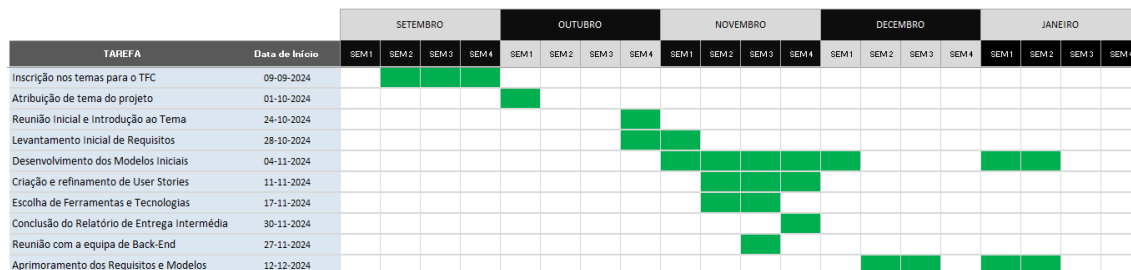 SETEMBRO OUTUBRO NOVEMBRO DECEMBRO JANEIRO
TAREFA Data de Início SEM 1 SEM 2 SEM 3 SEM 4 SEM 1 SEM 2 SEM 3 SEM 4 SEM 1 SEM 2 SEM 3 SEM 4 SEM 1 SEM 2 SEM 3 SEM 4 SEM 1 SEM 2 SEM 3 SEM 4
Inscrição nos temas para o TFC 09-09-2024
Atribuição de tema do projeto 01-10-2024
Reunião Inicial e Introdução ao Tema 24-10-2024
Levantamento Inicial de Requisitos 28-10-2024
Desenvolvimento dos Modelos Iniciais 04-11-2024
Criação e refinamento de User Stories 11-11-2024
Escolha de Ferramentas e Tecnologias 17-11-2024
Conclusão do Relatório de Entrega Intermédia 30-11-2024
Reunião com a equipa de Back-End 27-11-2024
Aprimoramento dos Requisitos e Modelos 12-12-2024